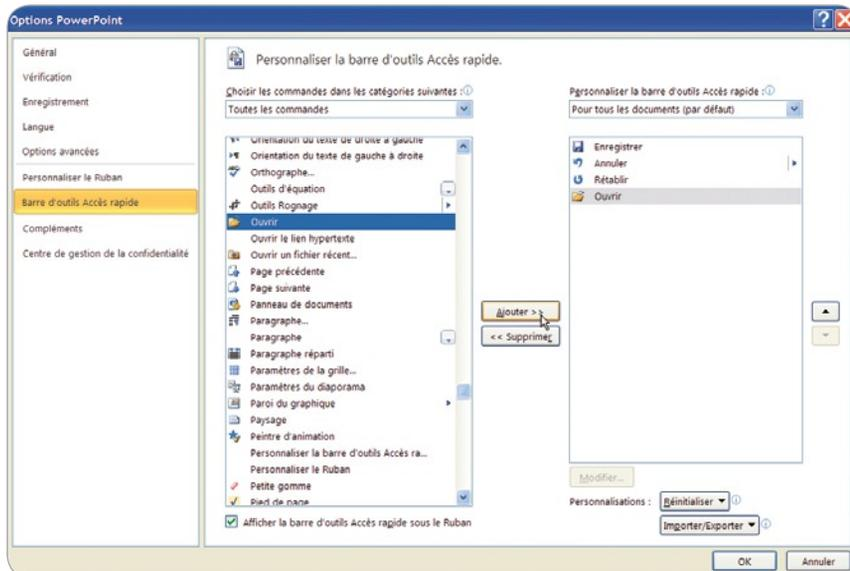 Options PowerPoint
Général
Vérification
Enregistrement
Langue
Options avancées
Personnaliser le Ruban
Barre d'outils Accès rapide
Compléments
Centre de gestion de la confidentialité
Personnaliser la barre d'outils Accès rapide.
Choisir les commandes dans les catégories suivantes :
Toutes les commandes
Orientation du texte de droite à gauche
Orientation du texte de gauche à droite
Orthographe...
Outils d'équation
Outils Rognage
Ouvrir
Ouvrir le lien hypertexte
Ouvrir un fichier récent...
Page précédente
Page suivante
Panneau de documents
Paragraphe...
Paragraphe
Paragraphe réparti
Paramètres de la grille...
Paramètres du diaporama
Paroi du graphique
Paysage
Peintre d'animation
Personnaliser la barre d'outils Accès ra...
Personnaliser le Ruban
Petite gomme
Pied de page
Afficher la barre d'outils Accès rapide sous le Ruban
Ajouter >>
<< Supprimer
Personnaliser la barre d'outils Accès rapide :
Pour tous les documents (par défaut)
Enregistrer
Annuler
Rétablir
Ouvrir
Modifier...
Personnalisations :
Réinitialiser
Importer/Exporter
OK
Annuler